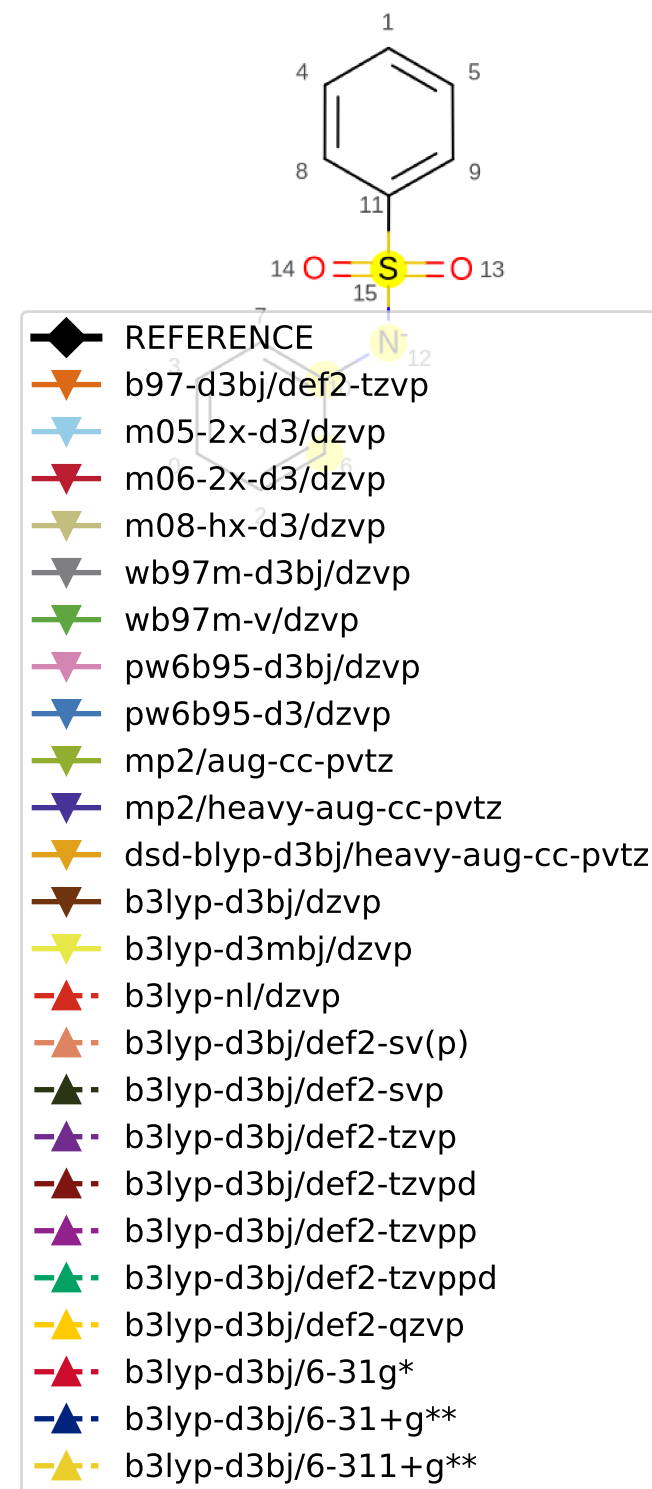 1
4 5
8 9
11
14 O S O 13
15
7
REFERENCE
N- 12
3
b97-d3bj/def2-tzvp
m05-2x-d3/dzvp
6
m06-2x-d3/dzvp
2
m08-hx-d3/dzvp
wb97m-d3bj/dzvp
wb97m-v/dzvp
pw6b95-d3bj/dzvp
pw6b95-d3/dzvp
mp2/aug-cc-pvtz
mp2/heavy-aug-cc-pvtz
dsd-blyp-d3bj/heavy-aug-cc-pvtz
b3lyp-d3bj/dzvp
b3lyp-d3mbj/dzvp
b3lyp-nl/dzvp
b3lyp-d3bj/def2-sv(p)
b3lyp-d3bj/def2-svp
b3lyp-d3bj/def2-tzvp
b3lyp-d3bj/def2-tzvpd
b3lyp-d3bj/def2-tzvpp
b3lyp-d3bj/def2-tzvppd
b3lyp-d3bj/def2-qzvp
b3lyp-d3bj/6-31g*
b3lyp-d3bj/6-31+g**
b3lyp-d3bj/6-311+g**